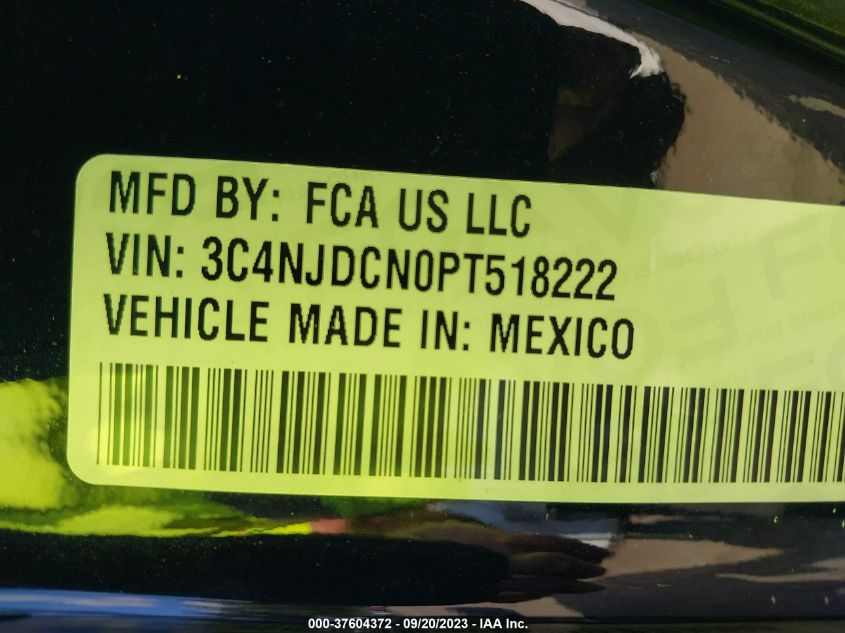 MFD BY: FCA US LLC
VIN: 3C4NJDCN0PT518222
VEHICLE MADE IN: MEXICO
000-37604372 - 09/20/2023 - IAA Inc.